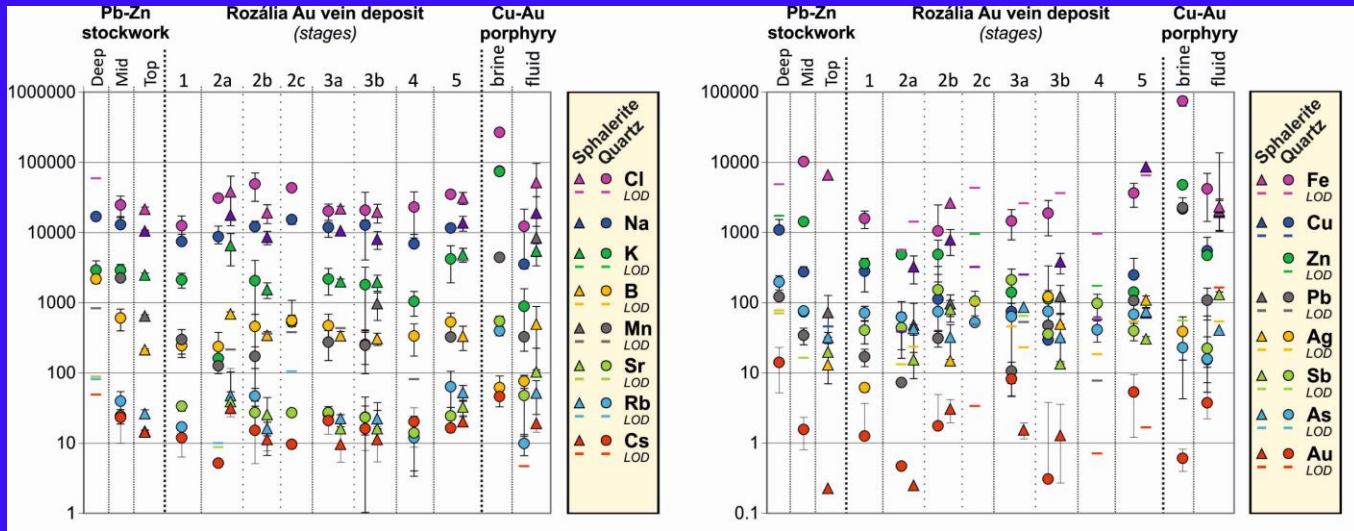 Pb-Zn
stockwork
Rozália Au vein deposit
(stages)
Cu-Au
porphyry
Deep
Mid
Top
1
2a
2b
2c
3a
3b
4
5
brine
fluid
1000000
100000
10000
1000
100
10
1
Sphalerite
Quartz
Cl
LOD
Na
K
LOD
B
LOD
Mn
LOD
Sr
LOD
Rb
LOD
Cs
LOD
Pb-Zn
stockwork
Rozália Au vein deposit
(stages)
Cu-Au
porphyry
Deep
Mid
Top
1
2a
2b
2c
3a
3b
4
5
brine
fluid
100000
10000
1000
100
10
1
0.1
Sphalerite
Quartz
Fe
LOD
Cu
LOD
Zn
LOD
Pb
LOD
Ag
LOD
Sb
LOD
As
LOD
Au
LOD